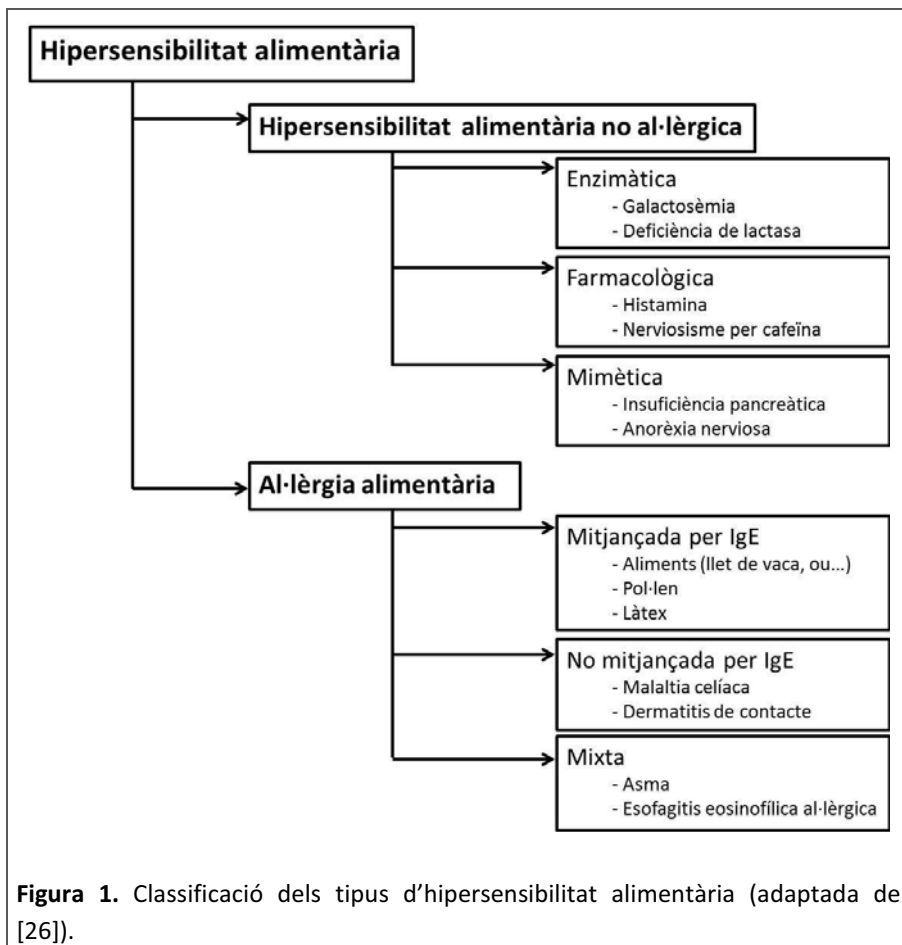 Hipersensibilitat alimentària
Hipersensibilitat alimentària no al·lèrgica
Enzimàtica
- Galactosèmia
- Deficiència de lactasa
Farmacològica
- Histamina
- Nerviosisme per cafeïna
Mimètica
- Insuficiència pancreàtica
- Anorèxia nerviosa
Al·lèrgia alimentària
Mitjançada per IgE
- Aliments (llet de vaca, ou...)
- Pol·len
- Làtex
No mitjançada per IgE
- Malaltia celíaca
- Dermatitis de contacte
Mixta
- Asma
- Esofagitis eosinofílica al·lèrgica
Figura 1. Classificació dels tipus d’hipersensibilitat alimentària (adaptada de
[26]).